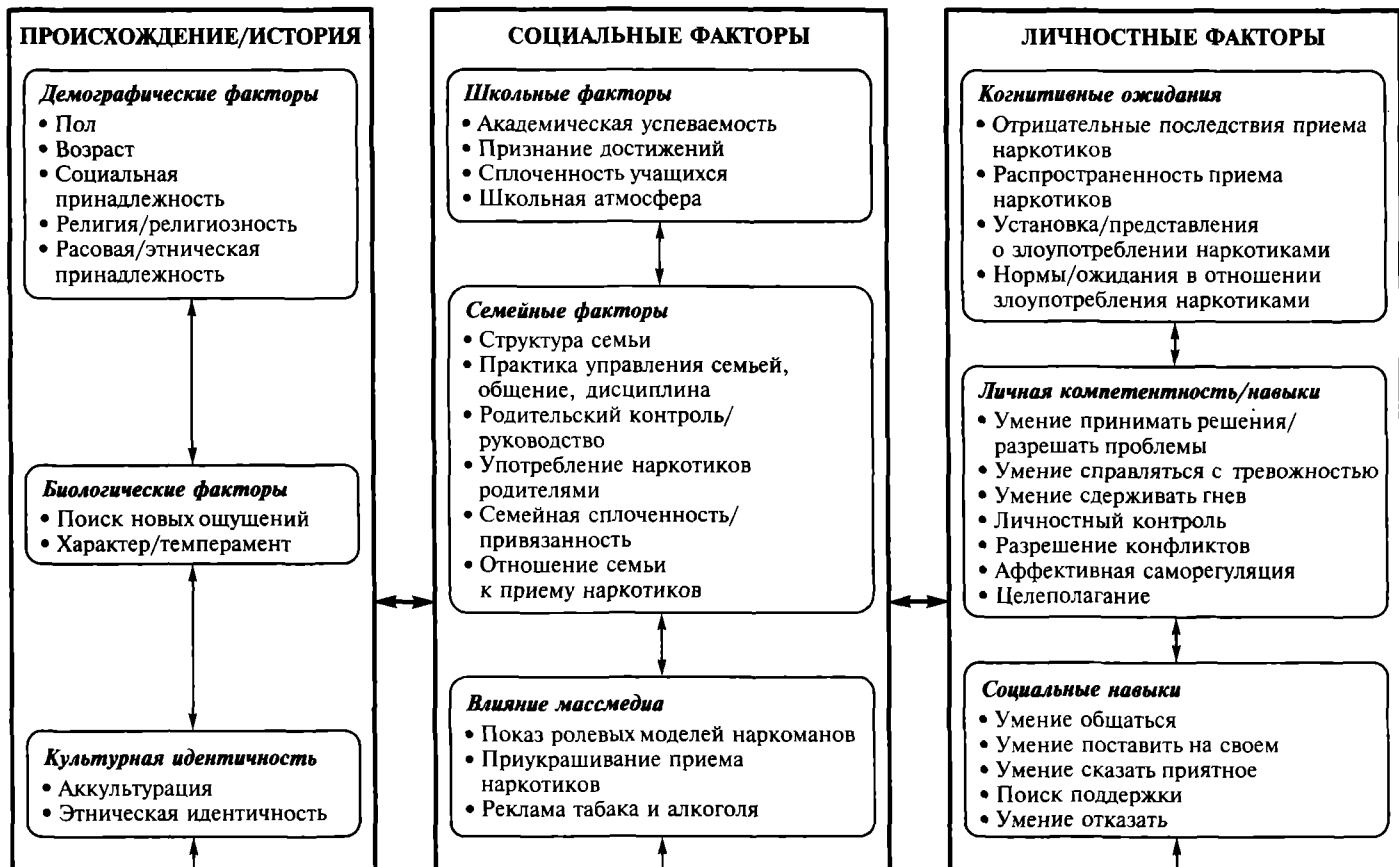 ПРОИСХОЖДЕНИЕ/ИСТОРИЯ
Демографические факторы
• Пол
• Возраст
• Социальная
принадлежность
• Религия/религиозность
• Расовая/этническая
принадлежность
Биологические факторы
• Поиск новых ощушений
• Характер/темперамент
Культурная идентичность
• Аккультурация
• Этническая идентичность
СОЦИАЛЬНЫЕ ФАКТОРЫ
Школьные факторы
• Академическая успеваемость
• Признание достижений
• Сплоченность учащихся
• Школьная атмосфера
Семейные факторы
• Структура семьи
• Практика управления семьей,
общение, дисциплина
• Родительский контроль/
руководство
• Употребление наркотиков
родителями
• Семейная сплоченность/
привязанность
• Отношение семьи
к приему наркотиков
Влияние массмедиа
• Показ ролевых моделей наркоманов
• Приукрашивание приема
наркотиков
• Реклама табака и алкоголя
ЛИЧНОСТНЫЕ ФАКТОРЫ
Когнитивные ожидания
• Отрицательные последствия приема
наркотиков
• Распространенность приема
наркотиков
• Установка/представления
о злоупотреблении наркотиками
• Нормы/ожидания в отношении
злоупотребления наркотиками
Личная компетентность/навыки
• Умение принимать решения/
разрешать проблемы
• Умение справляться с тревожностью
• Умение сдерживать гнев
• Личностный контроль
• Разрешение конфликтов
• Аффективная саморегуляция
• Целеполагание
Социальные навыки
• Умение общаться
• Умение поставить на своем
• Умение сказать приятное
• Поиск поддержки
• Умение отказать